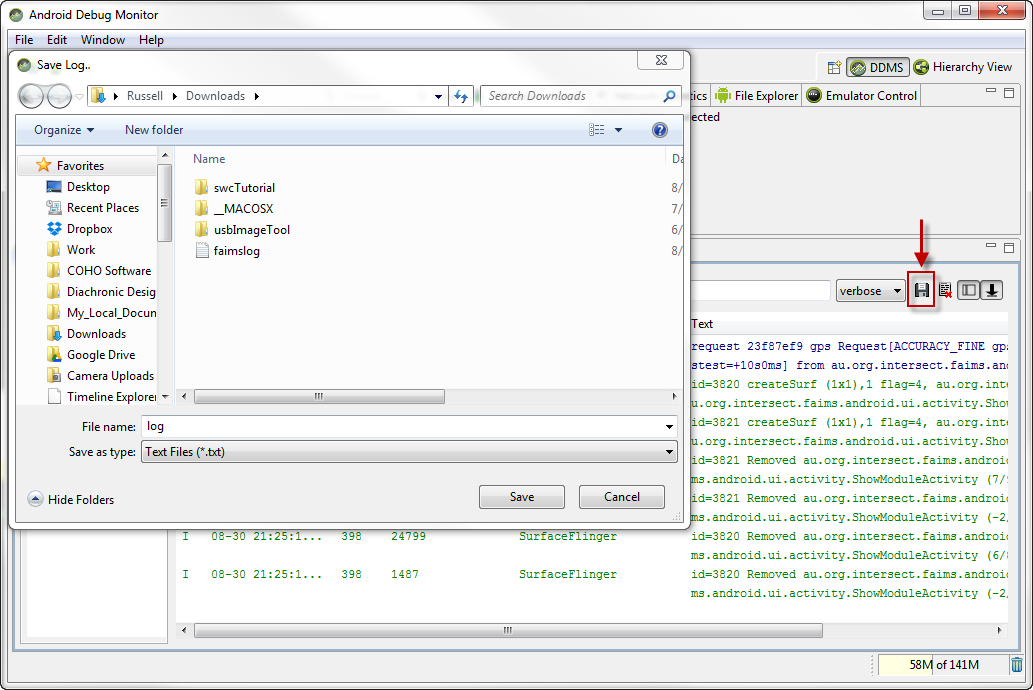 Android Debug Monitor
File Edit Window Help
Save Log..
DDMS Hierarchy View
Russell Downloads
Search Downloads
tics File Explorer Emulator Control
ected
Organize New folder
Favorites
Desktop
Recent Places
Dropbox
Work
COHO Software
Diachronic Desig
My_Local_Docum
Downloads
Google Drive
Camera Uploads
Timeline Explorer
Name Da
swcTutorial 8/
__MACOSX 7/
usbImageTool 6/
faimslog 8/
File name: log
Save as type: Text Files (*.txt)
Hide Folders Save Cancel
verbose
Text
request 23f87ef9 gps Request[ACCURACY_FINE gps
stest=+10s0ms] from au.org.intersect.faims.and
id=3820 createSurf (1x1),1 flag=4, au.org.inte
u.org.intersect.faims.android.ui.activity.Show
id=3821 createSurf (1x1),1 flag=4, au.org.inte
u.org.intersect.faims.android.ui.activity.Show
id=3821 Removed au.org.intersect.faims.android
ms.android.ui.activity.ShowModuleActivity (7/9
id=3821 Removed au.org.intersect.faims.android
ms.android.ui.activity.ShowModuleActivity (-2/
I 08-30 21:25:1... 398 24799 SurfaceFlinger id=3820 Removed au.org.intersect.faims.android
ms.android.ui.activity.ShowModuleActivity (6/8
I 08-30 21:25:1... 398 1487 SurfaceFlinger id=3820 Removed au.org.intersect.faims.android
ms.android.ui.activity.ShowModuleActivity (-2/
58M of 141M